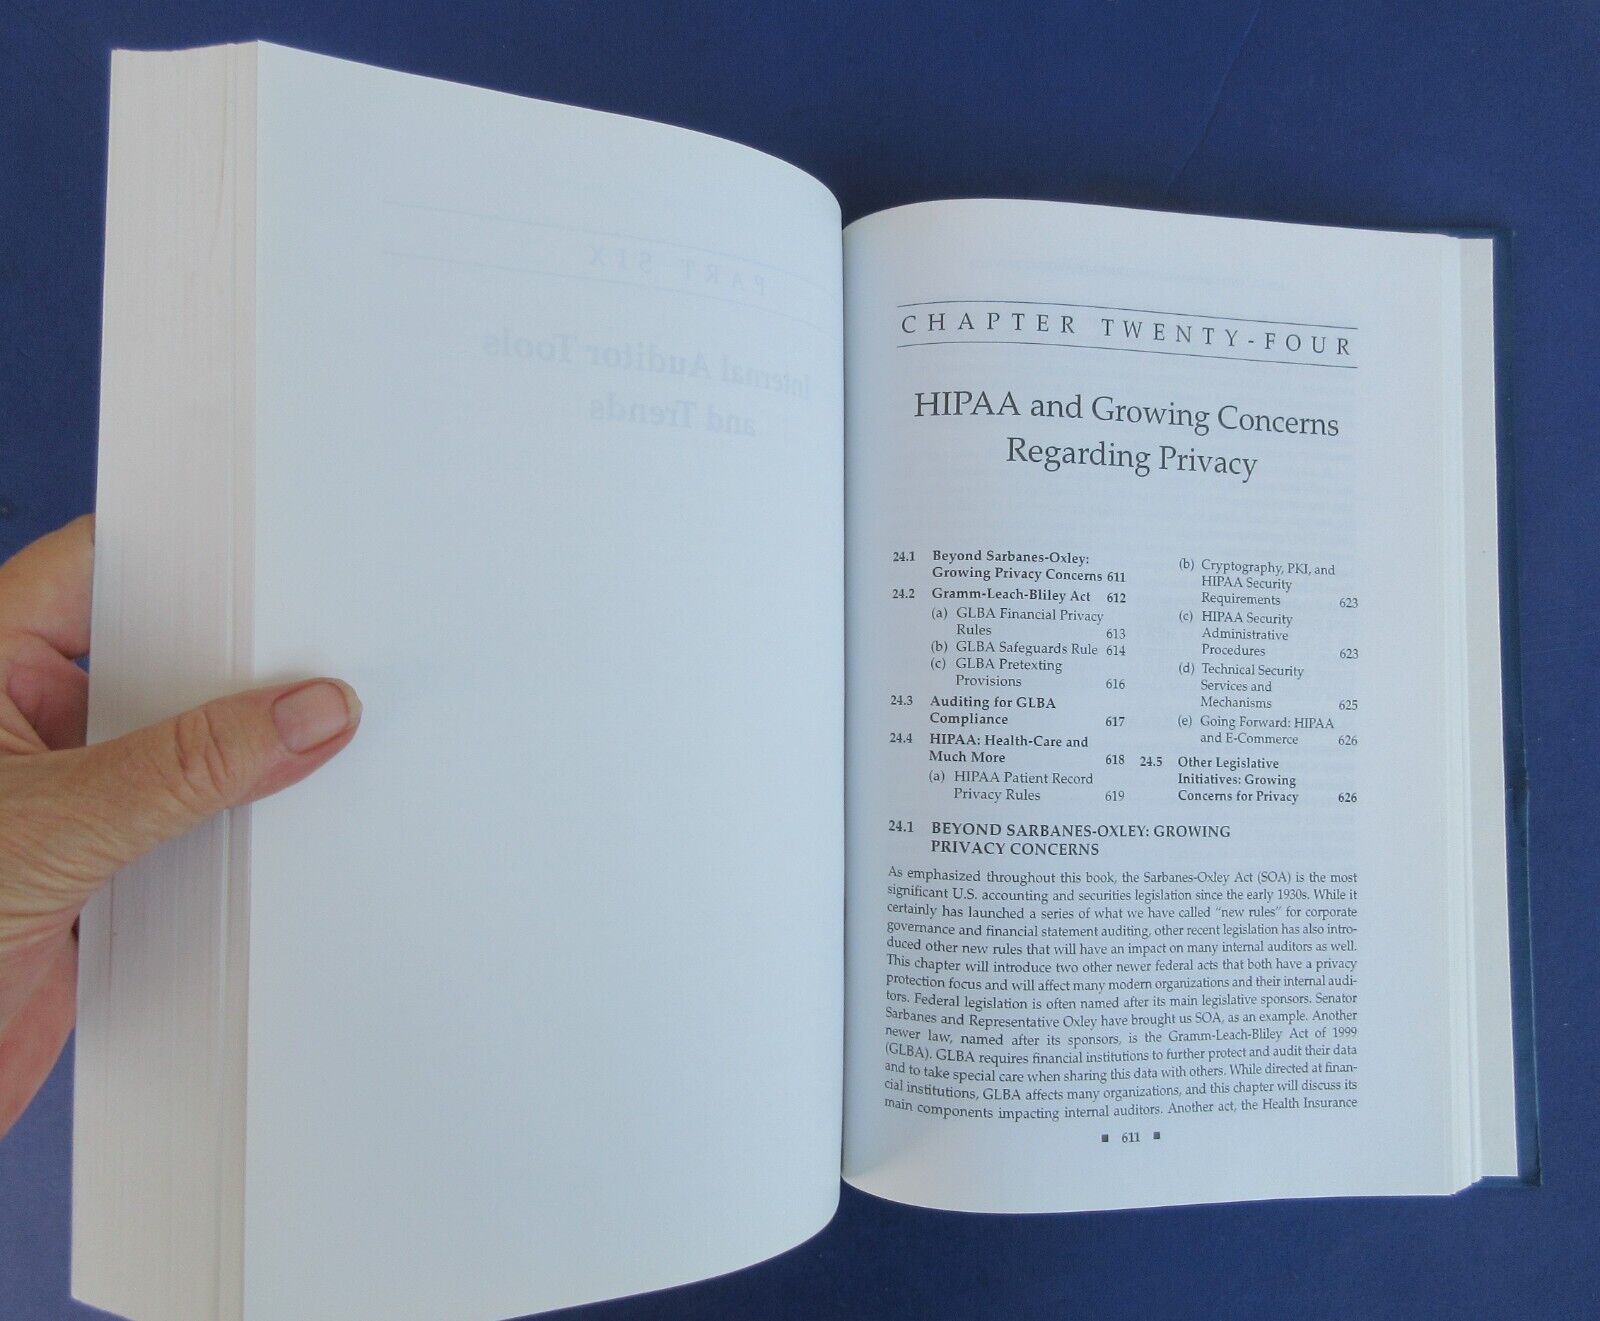 PART SIX
Internal Auditor Tools
and Trends
CHAPTER TWENTY-FOUR
HIPAA and Growing Concerns
Regarding Privacy
24.1 Beyond Sarbanes-Oxley:
Growing Privacy Concerns 611
24.2 Gramm-Leach-Bliley Act 612
(a) GLBA Financial Privacy
Rules 613
(b) GLBA Safeguards Rule 614
(c) GLBA Pretexting
Provisions 616
24.3 Auditing for GLBA
Compliance 617
24.4 HIPAA: Health-Care and
Much More 618
(a) HIPAA Patient Record
Privacy Rules 619
(b) Cryptography, PKI, and
HIPAA Security
Requirements 623
(c) HIPAA Security
Administrative
Procedures 623
(d) Technical Security
Services and
Mechanisms 625
(e) Going Forward: HIPAA
and E-Commerce 626
24.5 Other Legislative
Initiatives: Growing
Concerns for Privacy 626
24.1 BEYOND SARBANES-OXLEY: GROWING
PRIVACY CONCERNS
As emphasized throughout this book, the Sarbanes-Oxley Act (SOA) is the most
significant U.S. accounting and securities legislation since the early 1930s. While it
certainly has launched a series of what we have called "new rules" for corporate
governance and financial statement auditing, other recent legislation has also intro-
duced other new rules that will have an impact on many internal auditors as well.
This chapter will introduce two other newer federal acts that both have a privacy
protection focus and will affect many modern organizations and their internal audi-
tors. Federal legislation is often named after its main legislative sponsors. Senator
Sarbanes and Representative Oxley have brought us SOA, as an example. Another
newer law, named after its sponsors, is the Gramm-Leach-Bliley Act of 1999
(GLBA). GLBA requires financial institutions to further protect and audit their data
and to take special care when sharing this data with others. While directed at finan-
cial institutions, GLBA affects many organizations, and this chapter will discuss its
main components impacting internal auditors. Another act, the Health Insurance
■ 611 ■